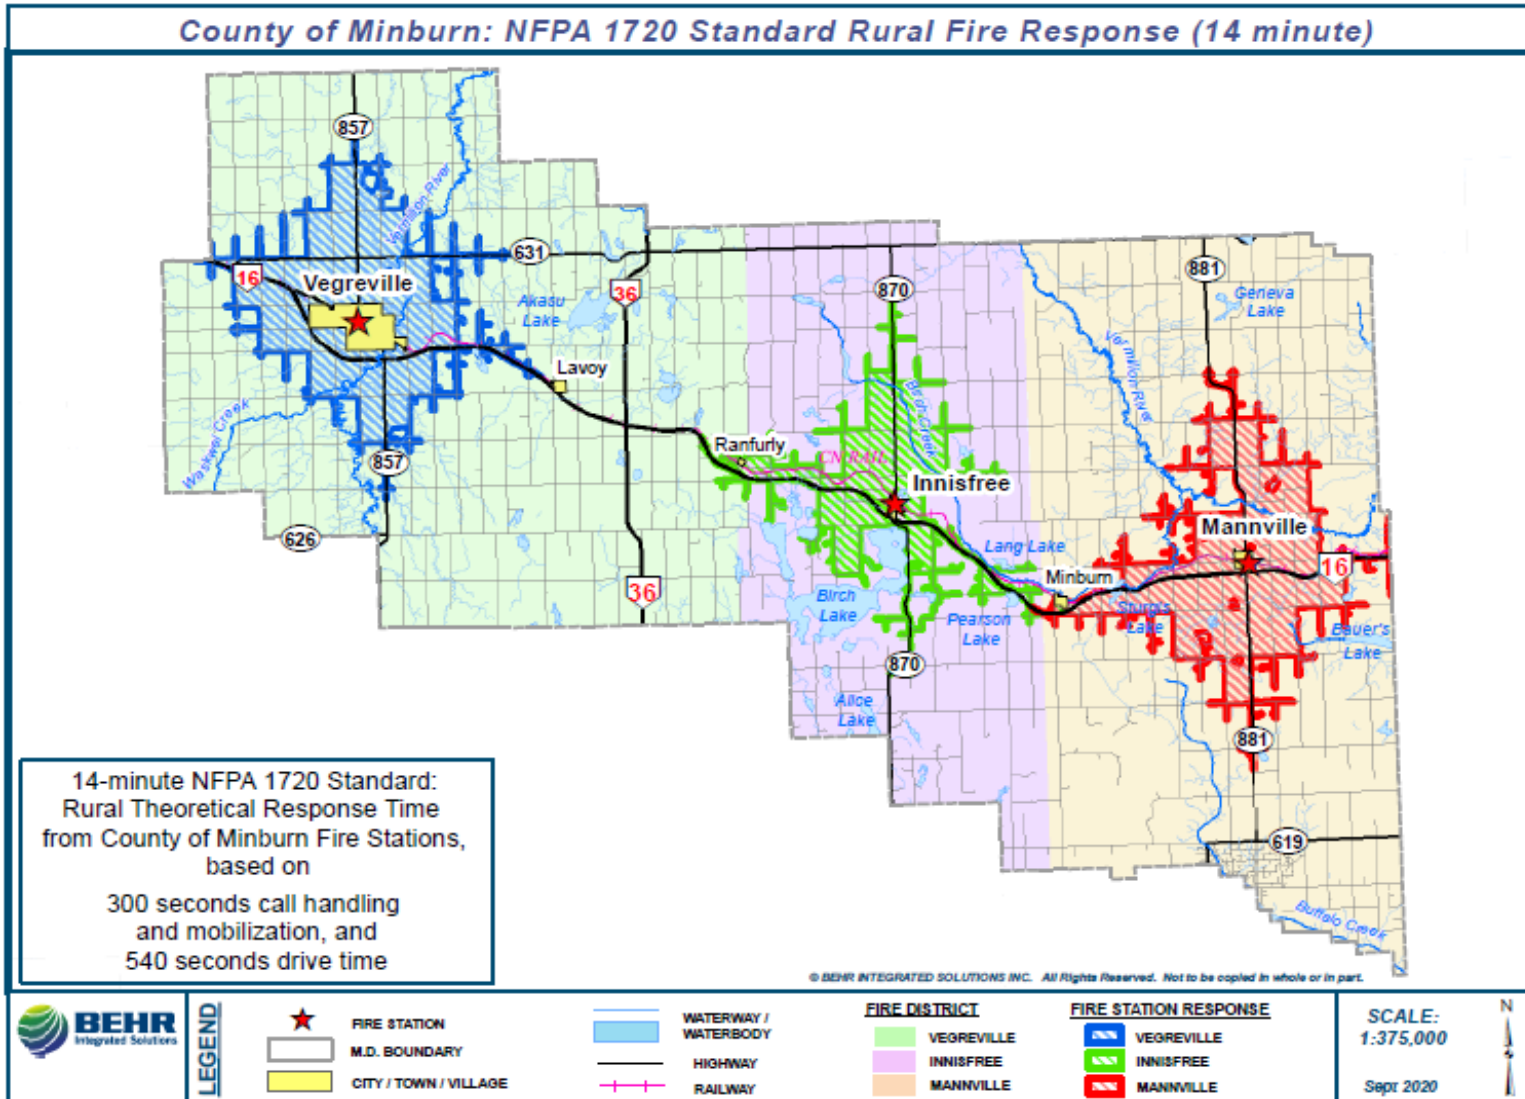 County of Minburn: NFPA 1720 Standard Rural Fire Response (14 minute)
857
Vermilion River
631
16
Vegreville
Akasu
Lake
36
Lavoy
Waskwei Creek
857
626
36
870
881
Geneva
Lake
Vermilion River
Birch Creek
Ranfurly
CN RAIL
Innisfree
Mannville
Lang Lake
16
Minburn
Birch
Lake
Pearson
Lake
Sturgis
Lake
Bauer's
Lake
870
Alice
Lake
881
619
Buffalo Creek
14-minute NFPA 1720 Standard:
Rural Theoretical Response Time
from County of Minburn Fire Stations,
based on
300 seconds call handling
and mobilization, and
540 seconds drive time
© BEHR INTEGRATED SOLUTIONS INC. All Rights Reserved. Not to be copied in whole or in part.
BEHR
Integrated Solutions
LEGEND
FIRE STATION
M.D. BOUNDARY
CITY / TOWN / VILLAGE
WATERWAY /
WATERBODY
HIGHWAY
RAILWAY
FIRE DISTRICT
VEGREVILLE
INNISFREE
MANNVILLE
FIRE STATION RESPONSE
VEGREVILLE
INNISFREE
MANNVILLE
SCALE:
1:375,000
Sept 2020
N